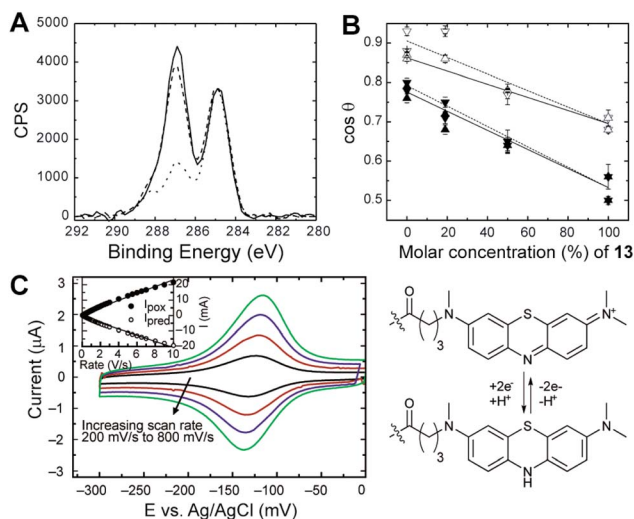 A
5000
4000
3000
2000
1000
0
CPS
292 290 288 286 284 282 280
Binding Energy (eV)
B
0.9
0.8
0.7
0.6
0.5
cos θ
0 20 40 60 80 100
Molar concentration (%) of 13
C
3
2
1
0
−1
−2
−3
Current (μA)
Ipox
Ipred
20
10
0
−10
−20
I (mA)
0 2 4 6 8 10
Rate (V/s)
Increasing scan rate
200 mV/s to 800 mV/s
−300 −250 −200 −150 −100 −50 0
E vs. Ag/AgCl (mV)
O
N
S
N+
N
3
+2e-
+H+
-2e-
-H+
O
N
S
N
N
H
3